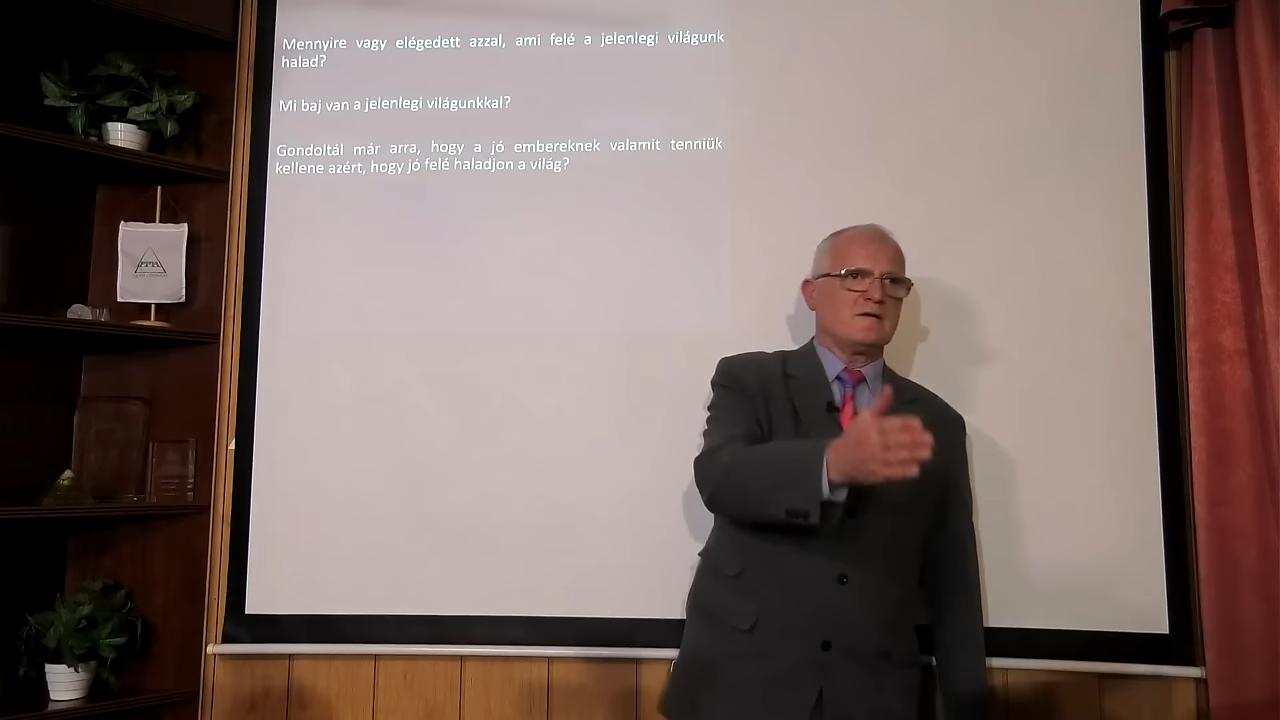 Mennyire vagy elégedett azzal, ami felé a jelenlegi világunk
halad?
Mi baj van a jelenlegi világunkkal?
Gondoltál már arra, hogy a jó embereknek valamit tenniük
kellene azért, hogy jó felé haladjon a világ?